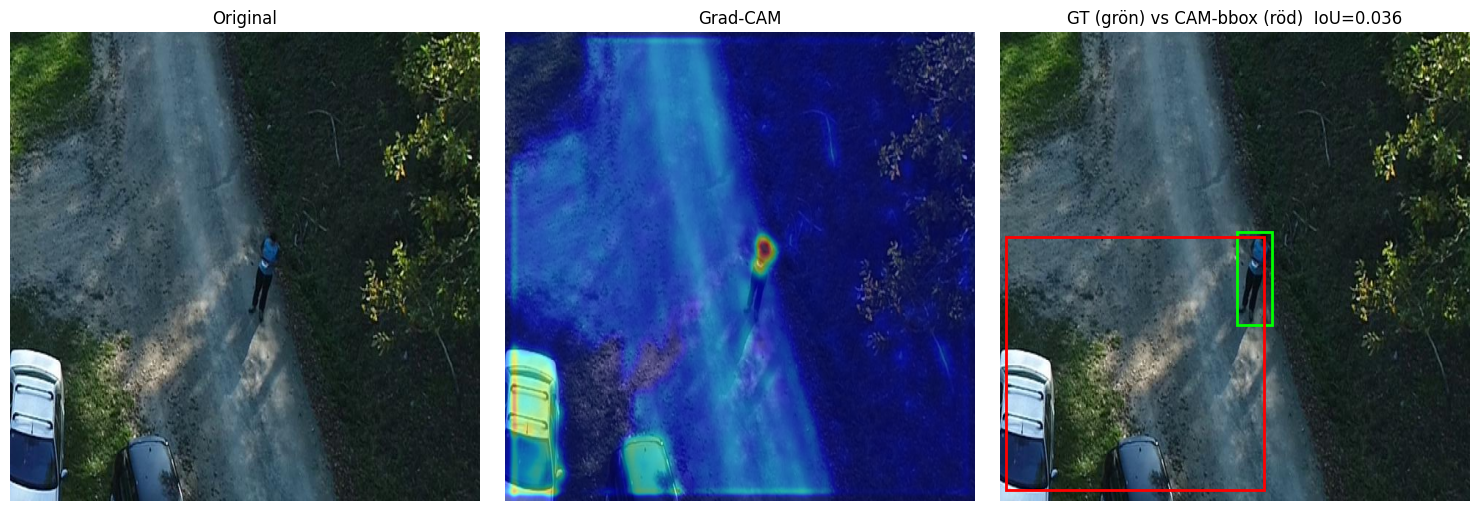 Original
Grad-CAM
GT (grön) vs CAM-bbox (röd)  IoU=0.036